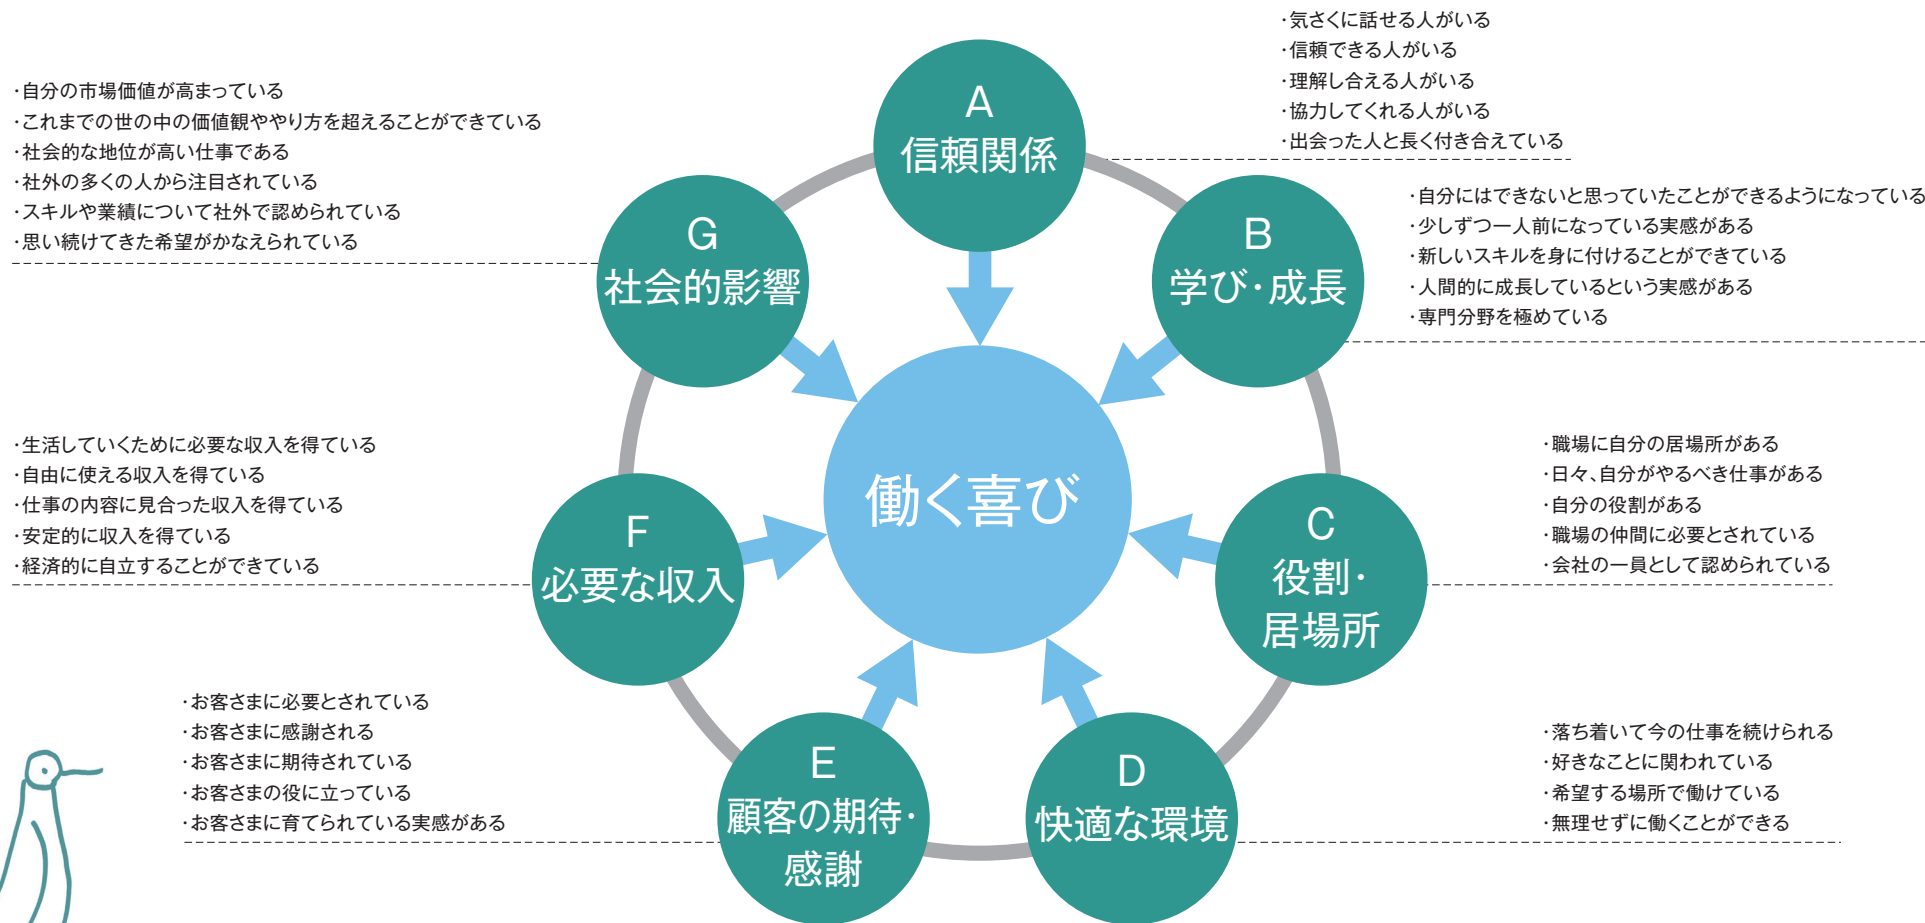 A
信頼関係
・気さくに話せる人がいる
・信頼できる人がいる
・理解し合える人がいる
・協力してくれる人がいる
・出会った人と長く付き合えている
B
学び・成長
・自分にはできないと思っていたことができるようになっている
・少しずつ一人前になっている実感がある
・新しいスキルを身に付けることができている
・人間的に成長しているという実感がある
・専門分野を極めている
C
役割・
居場所
・職場に自分の居場所がある
・日々、自分がやるべき仕事がある
・自分の役割がある
・職場の仲間に必要とされている
・会社の一員として認められている
D
快適な環境
・落ち着いて今の仕事を続けられる
・好きなことに関われている
・希望する場所で働けている
・無理せずに働くことができる
E
顧客の期待・
感謝
・お客さまに必要とされている
・お客さまに感謝される
・お客さまに期待されている
・お客さまの役に立っている
・お客さまに育てられている実感がある
F
必要な収入
・生活していくために必要な収入を得ている
・自由に使える収入を得ている
・仕事の内容に見合った収入を得ている
・安定的に収入を得ている
・経済的に自立することができている
G
社会的影響
・自分の市場価値が高まっている
・これまでの世の中の価値観ややり方を超えることができている
・社会的な地位が高い仕事である
・社外の多くの人から注目されている
・スキルや業績について社外で認められている
・思い続けてきた希望がかなえられている
働く喜び